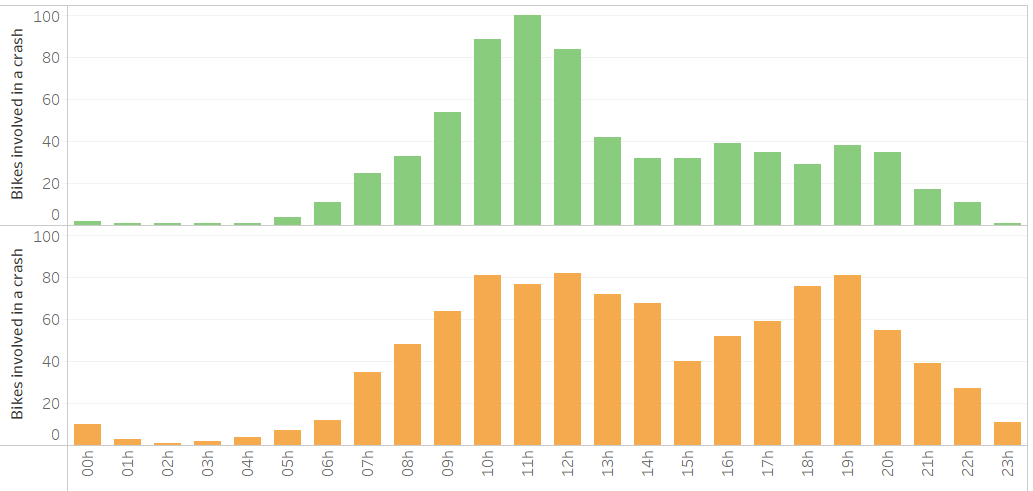 Bikes involved in a crash
100
80
60
40
20
0
Bikes involved in a crash
100
80
60
40
20
0
00h
01h
02h
03h
04h
05h
06h
07h
08h
09h
10h
11h
12h
13h
14h
15h
16h
17h
18h
19h
20h
21h
22h
23h